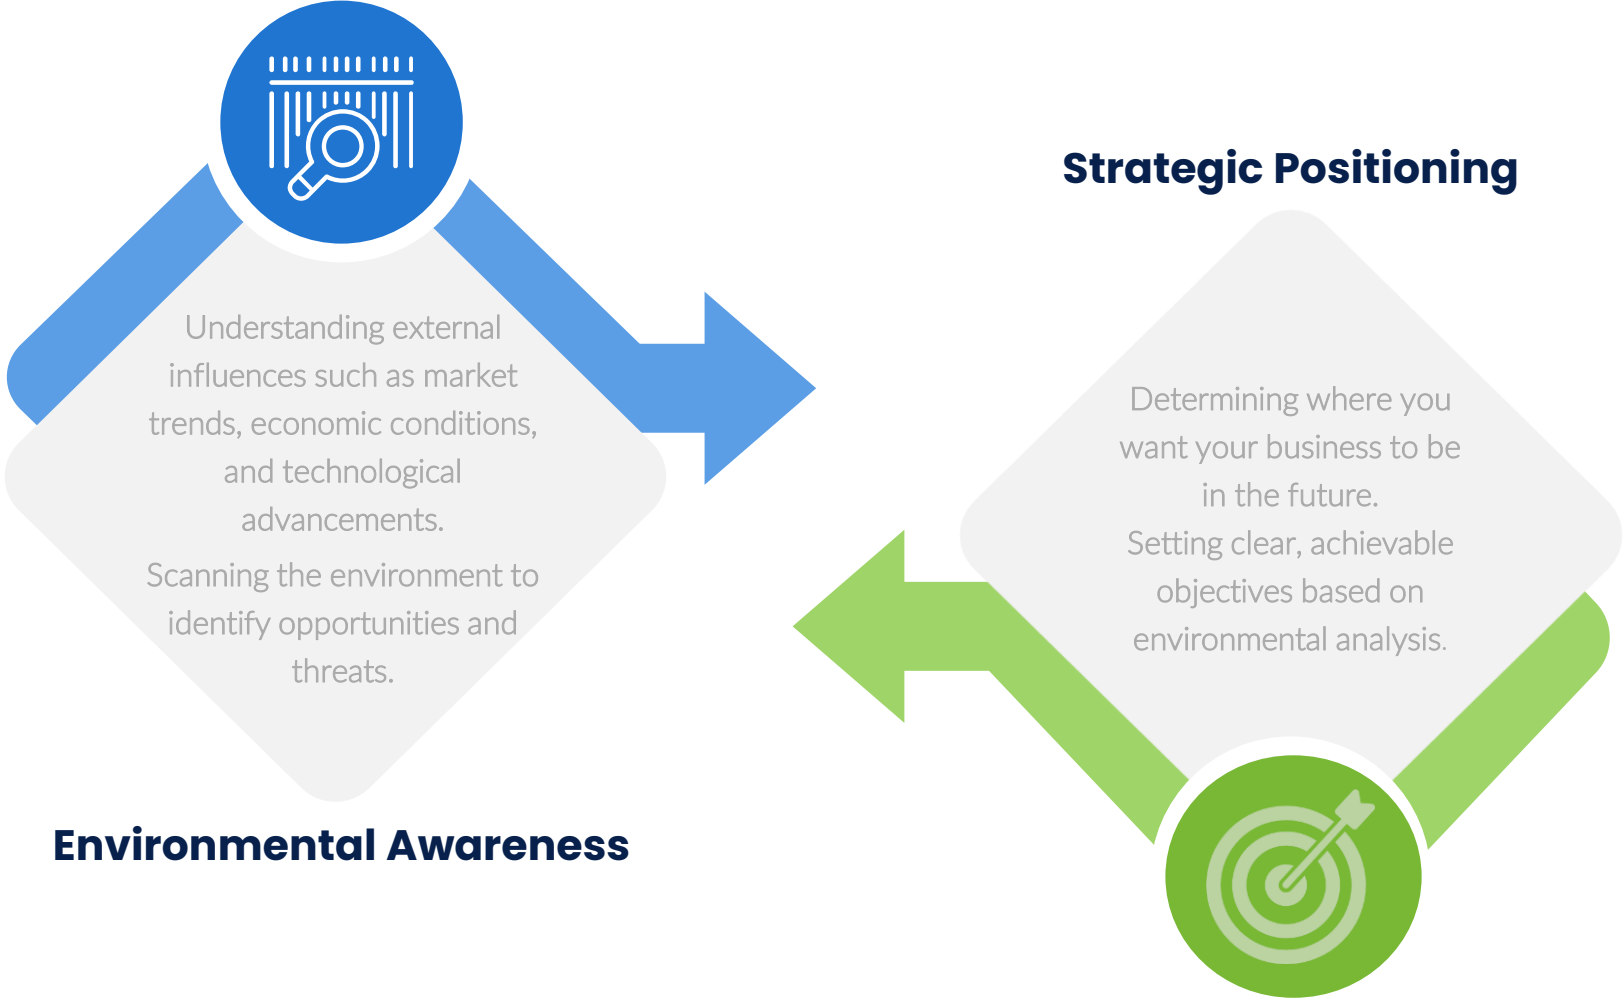 Understanding external
influences such as market
trends, economic conditions,
and technological
advancements.
Scanning the environment to
identify opportunities and
threats.
Environmental Awareness
Strategic Positioning
Determining where you
want your business to be
in the future.
Setting clear, achievable
objectives based on
environmental analysis.